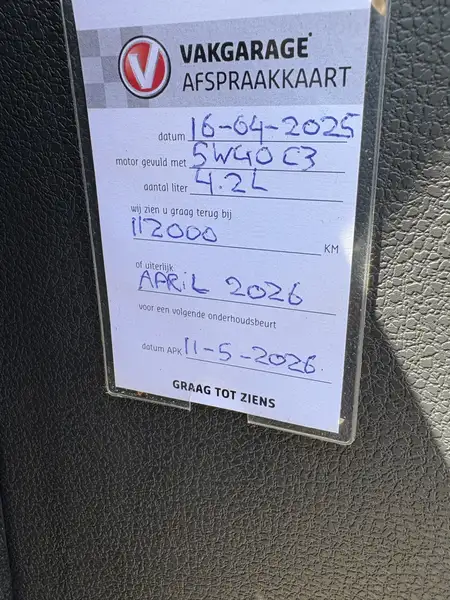 V VAKGARAGE
AFSPRAAKKAART
datum 16-04-2025
motor gevuld met 5W40 C3
aantal liter 4.2L
wij zien u graag terug bij
112000 KM
of uiterlijk
APRiL 2026
voor een volgende onderhoudsbeurt
datum APK 11-5-2026.
GRAAG TOT ZIENS